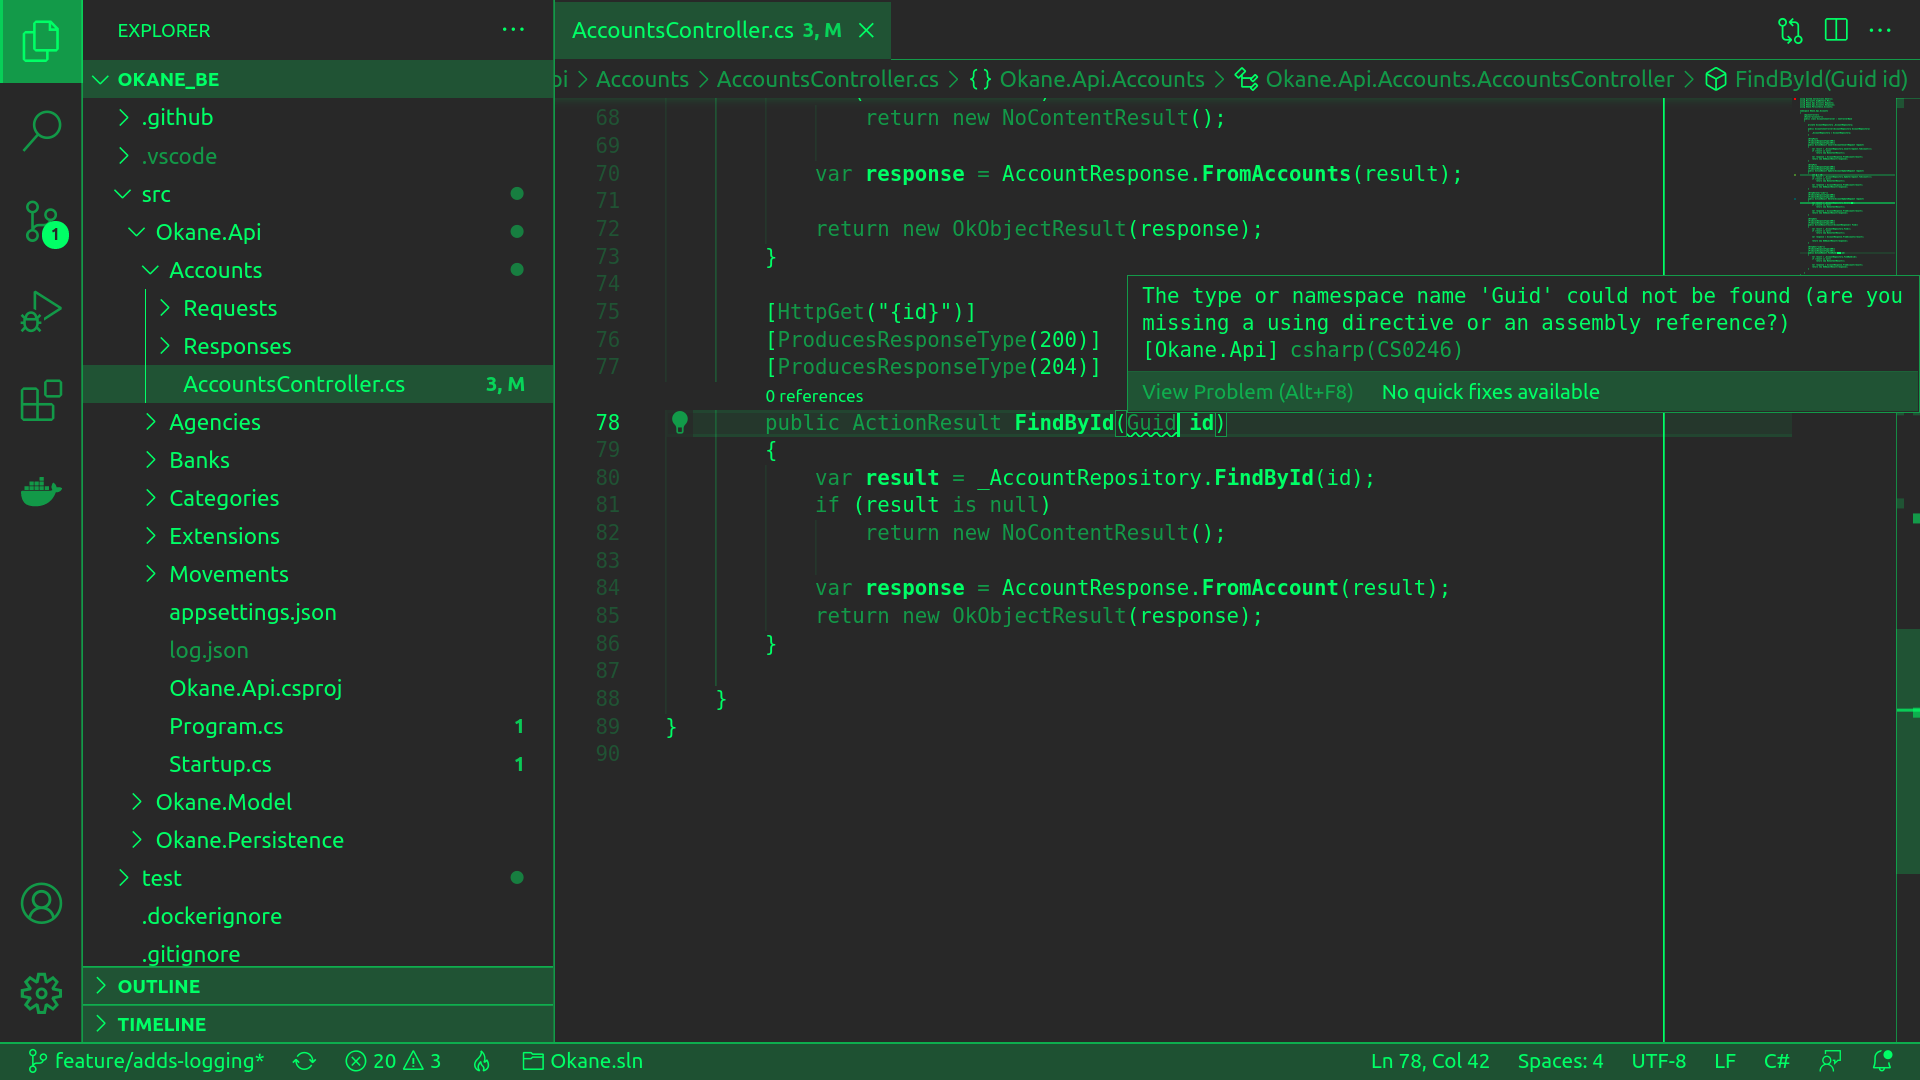 EXPLORER
OKANE_BE
.github
.vscode
src
Okane.Api
Accounts
Requests
Responses
AccountsController.cs 3, M
Agencies
Banks
Categories
Extensions
Movements
appsettings.json
log.json
Okane.Api.csproj
Program.cs 1
Startup.cs 1
Okane.Model
Okane.Persistence
test
.dockerignore
.gitignore
OUTLINE
TIMELINE
1
AccountsController.cs 3, M
pi > Accounts > AccountsController.cs > {} Okane.Api.Accounts > Okane.Api.Accounts.AccountsController > FindById(Guid id)
68 return new NoContentResult();
69
70 var response = AccountResponse.FromAccounts(result);
71
72 return new OkObjectResult(response);
73 }
74
75 [HttpGet("{id}")]
76 [ProducesResponseType(200)]
77 [ProducesResponseType(204)]
0 references
78 public ActionResult FindById(Guid id)
79 {
80 var result = _AccountRepository.FindById(id);
81 if (result is null)
82 return new NoContentResult();
83
84 var response = AccountResponse.FromAccount(result);
85 return new OkObjectResult(response);
86 }
87
88 }
89 }
90
The type or namespace name 'Guid' could not be found (are you
missing a using directive or an assembly reference?)
[Okane.Api] csharp(CS0246)
View Problem (Alt+F8) No quick fixes available
feature/adds-logging* 20 3 Okane.sln Ln 78, Col 42 Spaces: 4 UTF-8 LF C#